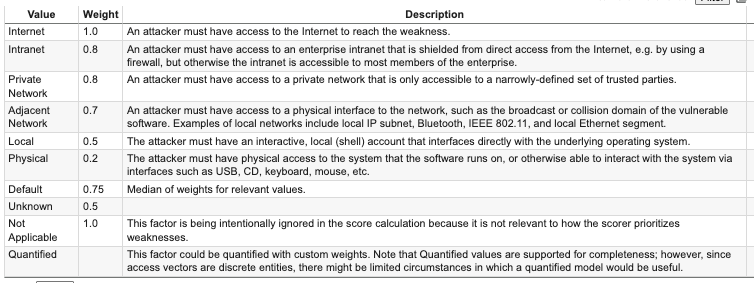 Value Weight Description
Internet 1.0 An attacker must have access to the Internet to reach the weakness.
Intranet 0.8 An attacker must have access to an enterprise intranet that is shielded from direct access from the Internet, e.g. by using a
firewall, but otherwise the intranet is accessible to most members of the enterprise.
Private 0.8 An attacker must have access to a private network that is only accessible to a narrowly-defined set of trusted parties.
Network
Adjacent 0.7 An attacker must have access to a physical interface to the network, such as the broadcast or collision domain of the vulnerable
Network software. Examples of local networks include local IP subnet, Bluetooth, IEEE 802.11, and local Ethernet segment.
Local 0.5 The attacker must have an interactive, local (shell) account that interfaces directly with the underlying operating system.
Physical 0.2 The attacker must have physical access to the system that the software runs on, or otherwise able to interact with the system via
interfaces such as USB, CD, keyboard, mouse, etc.
Default 0.75 Median of weights for relevant values.
Unknown 0.5
Not 1.0 This factor is being intentionally ignored in the score calculation because it is not relevant to how the scorer prioritizes
Applicable weaknesses.
Quantified This factor could be quantified with custom weights. Note that Quantified values are supported for completeness; however, since
access vectors are discrete entities, there might be limited circumstances in which a quantified model would be useful.